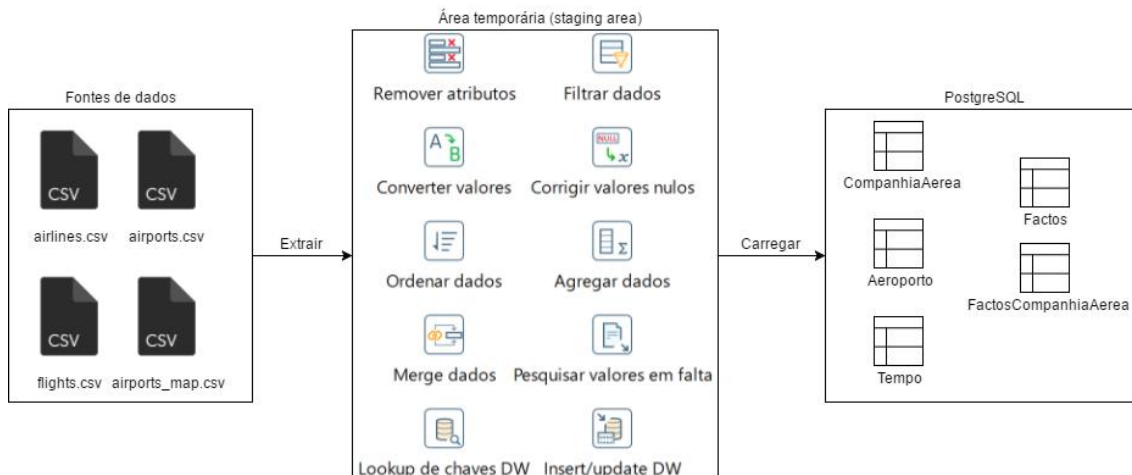 Área temporária (staging area)
Remover atributos Filtrar dados
Fontes de dados
PostgreSQL
CSV CSV
airlines.csv airports.csv
CSV CSV
flights.csv airports_map.csv
Extrair
A B
NULL x
Converter valores Corrigir valores nulos
Ordenar dados Σ Agregar dados
Merge dados Pesquisar valores em falta
Lookup de chaves DW Insert/update DW
Carregar
CompanhiaAerea
Factos
Aeroporto
FactosCompanhiaAerea
Tempo